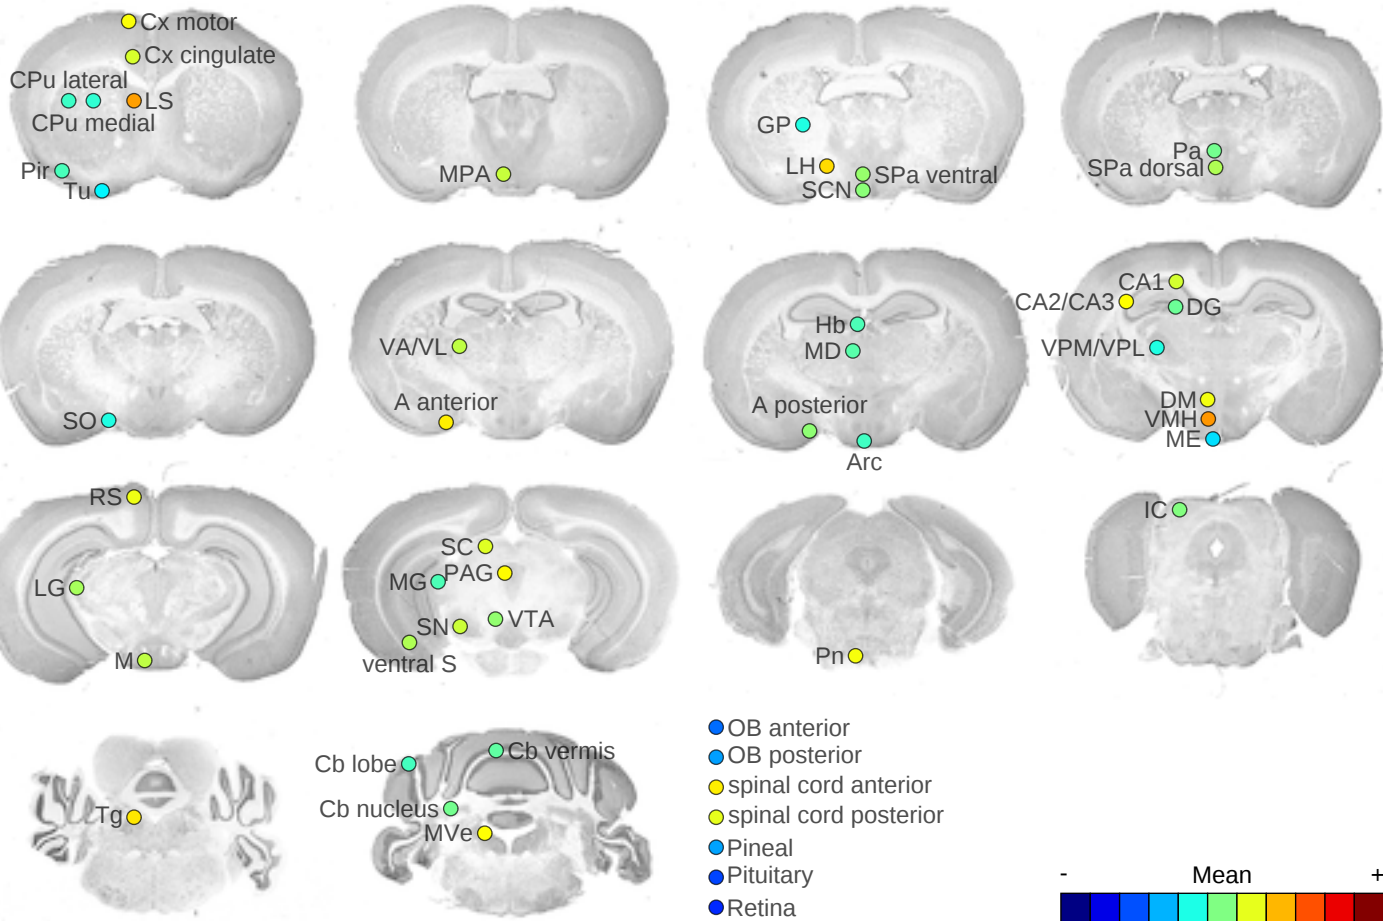 Cx motor
Cx cingulate
CPu lateral
LS
CPu medial
Pir
Tu
MPA
GP
LH
SPa ventral
SCN
Pa
SPa dorsal
SO
VA/VL
A anterior
Hb
MD
A posterior
Arc
CA1
CA2/CA3
DG
VPM/VPL
DM
VMH
ME
RS
LG
M
SC
MG
PAG
SN
VTA
ventral S
Pn
IC
Tg
Cb lobe
Cb vermis
Cb nucleus
MVe
OB anterior
OB posterior
spinal cord anterior
spinal cord posterior
Pineal
Pituitary
Retina
- Mean +